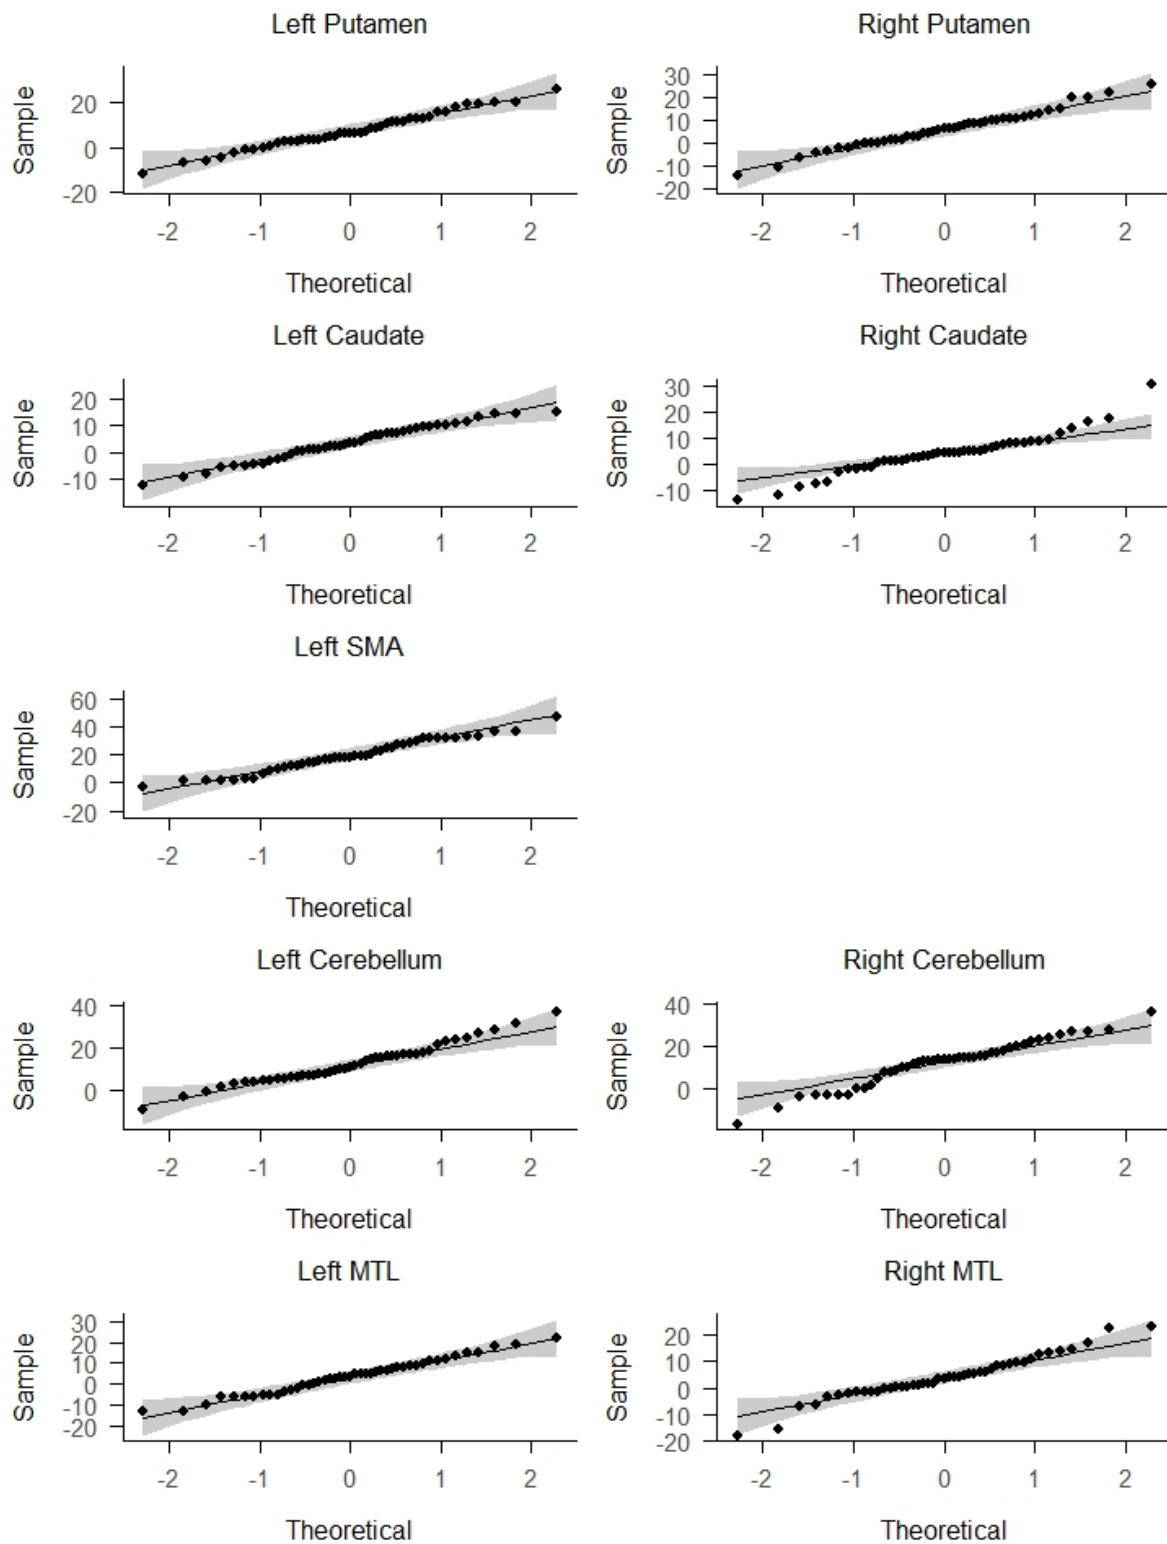 Left Putamen
Sample
20
0
-20
-2 -1 0 1 2
Theoretical
Right Putamen
Sample
30
20
10
0
-10
-20
-2 -1 0 1 2
Theoretical
Left Caudate
Sample
20
10
0
-10
-2 -1 0 1 2
Theoretical
Right Caudate
Sample
30
20
10
0
-10
-2 -1 0 1 2
Theoretical
Left SMA
Sample
60
40
20
0
-20
-2 -1 0 1 2
Theoretical
Left Cerebellum
Sample
40
20
0
-2 -1 0 1 2
Theoretical
Right Cerebellum
Sample
40
20
0
-2 -1 0 1 2
Theoretical
Left MTL
Sample
30
20
10
0
-10
-20
-2 -1 0 1 2
Theoretical
Right MTL
Sample
20
10
0
-10
-20
-2 -1 0 1 2
Theoretical